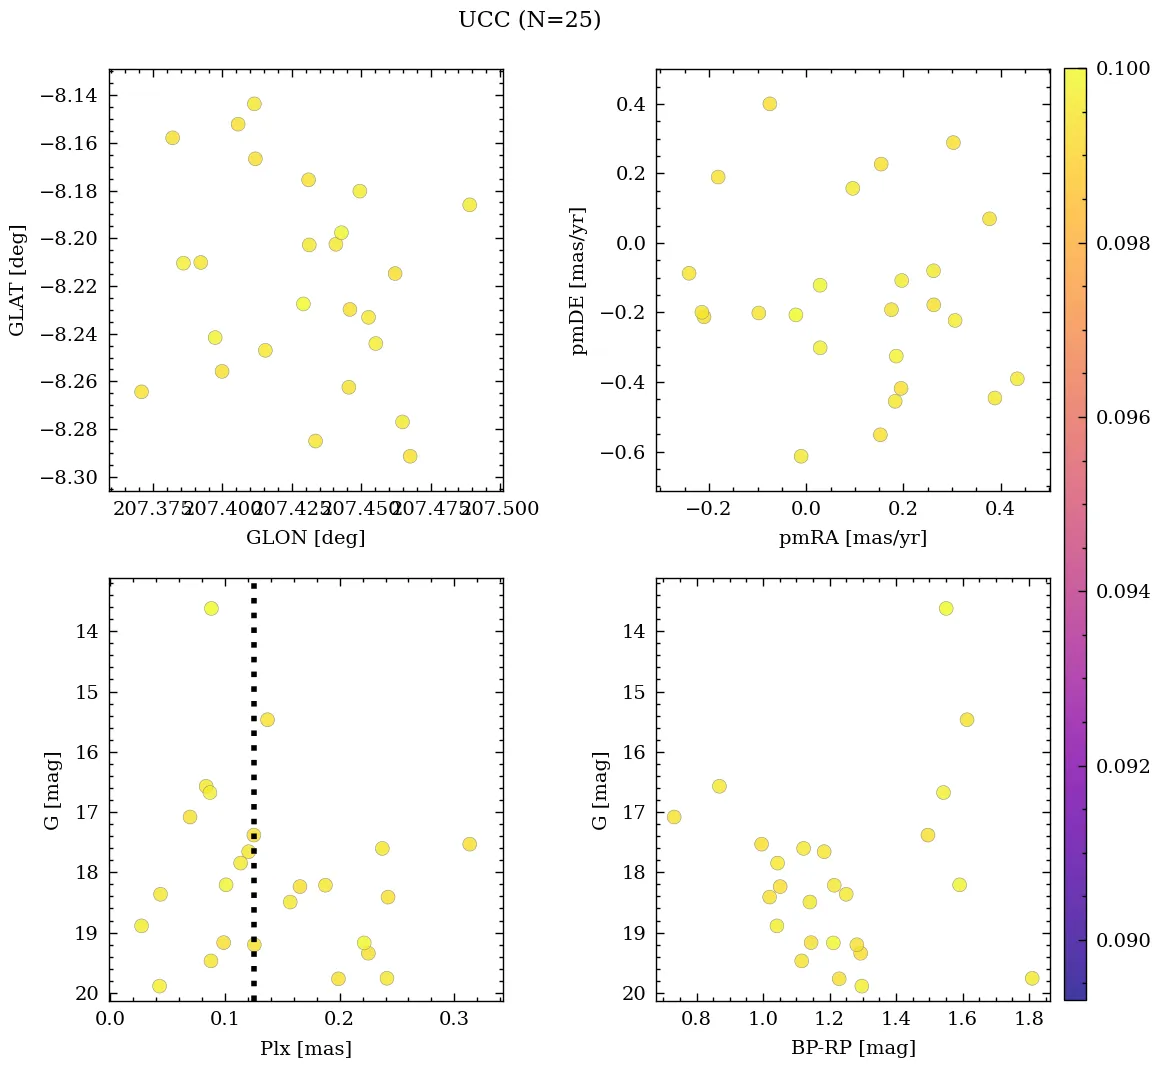 UCC (N=25)
−8.14
−8.16
−8.18
−8.20
−8.22
−8.24
−8.26
−8.28
−8.30
GLAT [deg]
207.375 207.400 207.425 207.450 207.475 207.500
GLON [deg]
0.4
0.2
0.0
−0.2
−0.4
−0.6
pmDE [mas/yr]
−0.2 0.0 0.2 0.4
pmRA [mas/yr]
14
15
16
17
18
19
20
G [mag]
0.0 0.1 0.2 0.3
Plx [mas]
14
15
16
17
18
19
20
G [mag]
0.8 1.0 1.2 1.4 1.6 1.8
BP-RP [mag]
0.100
0.098
0.096
0.094
0.092
0.090